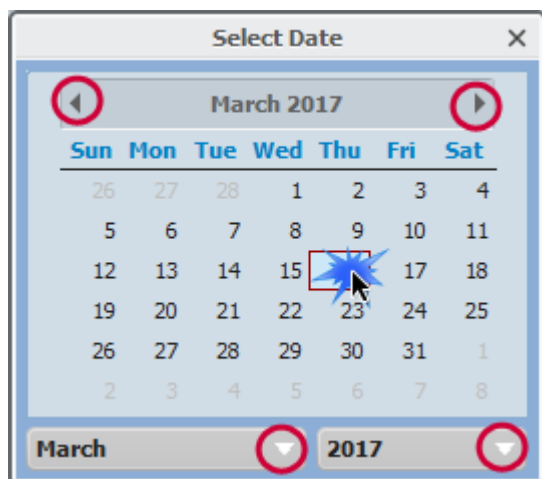 Select Date
March 2017
Sun Mon Tue Wed Thu Fri Sat
26 27 28 1 2 3 4
5 6 7 8 9 10 11
12 13 14 15 17 18
19 20 21 22 23 24 25
26 27 28 29 30 31 1
2 3 4 5 6 7 8
March 2017